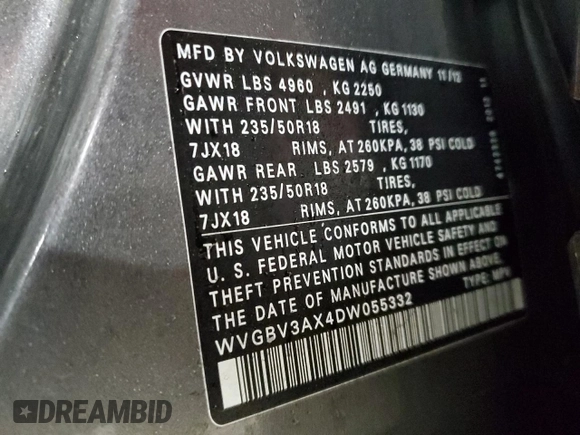 MFD BY VOLKSWAGEN AG GERMANY 11/12
GVWR LBS 4960 , KG 2250
GAWR FRONT LBS 2491 , KG 1130
WITH 235/50R18 TIRES,
7JX18 RIMS, AT 260KPA, 38 PSI COLD
GAWR REAR LBS 2579 , KG 1170
WITH 235/50R18 TIRES,
7JX18 RIMS, AT 260KPA, 38 PSI COLD
THIS VEHICLE CONFORMS TO ALL APPLICABLE
U. S. FEDERAL MOTOR VEHICLE SAFETY AND
THEFT PREVENTION STANDARDS IN EFFECT ON
THE DATE OF MANUFACTURE SHOWN ABOVE.
WVGBV3AX4DW055332 TYPE: MPV
DREAMBID